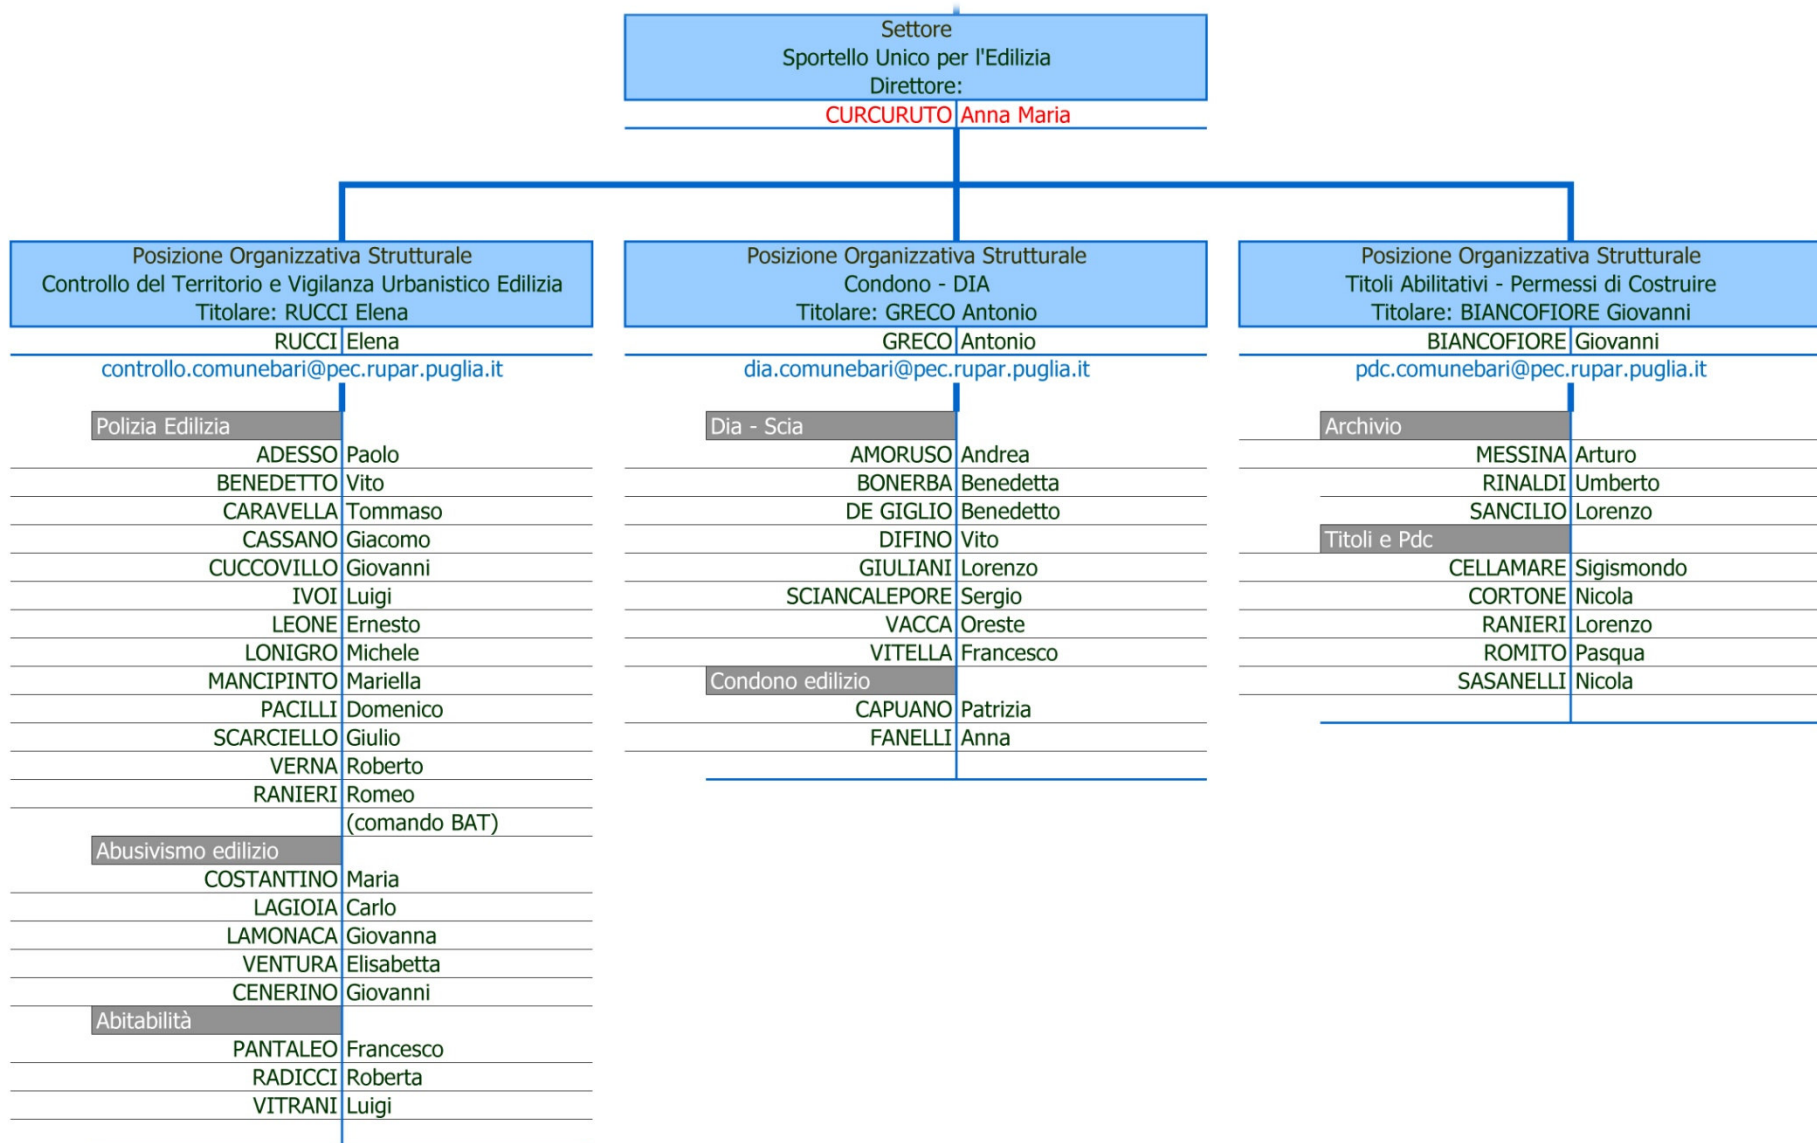 Settore
Sportello Unico per l'Edilizia
Direttore:
CURCURUTO Anna Maria
Posizione Organizzativa Strutturale
Controllo del Territorio e Vigilanza Urbanistico Edilizia
Titolare: RUCCI Elena
RUCCI Elena
controllo.comunebari@pec.rupar.puglia.it
Polizia Edilizia
ADESSO Paolo
BENEDETTO Vito
CARAVELLA Tommaso
CASSANO Giacomo
CUCCOVILLO Giovanni
IVOI Luigi
LEONE Ernesto
LONIGRO Michele
MANCIPINTO Mariella
PACILLI Domenico
SCARCIELLO Giulio
VERNA Roberto
RANIERI Romeo
(comando BAT)
Abusivismo edilizio
COSTANTINO Maria
LAGIOIA Carlo
LAMONACA Giovanna
VENTURA Elisabetta
CENERINO Giovanni
Abitabilità
PANTALEO Francesco
RADICCI Roberta
VITRANI Luigi
Posizione Organizzativa Strutturale
Condono - DIA
Titolare: GRECO Antonio
GRECO Antonio
dia.comunebari@pec.rupar.puglia.it
Dia - Scia
AMORUSO Andrea
BONERBA Benedetta
DE GIGLIO Benedetto
DIFINO Vito
GIULIANI Lorenzo
SCIANCALEPORE Sergio
VACCA Oreste
VITELLA Francesco
Condono edilizio
CAPUANO Patrizia
FANELLI Anna
Posizione Organizzativa Strutturale
Titoli Abilitativi - Permessi di Costruire
Titolare: BIANCOFIORE Giovanni
BIANCOFIORE Giovanni
pdc.comunebari@pec.rupar.puglia.it
Archivio
MESSINA Arturo
RINALDI Umberto
SANCILIO Lorenzo
Titoli e Pdc
CELLAMARE Sigismondo
CORTONE Nicola
RANIERI Lorenzo
ROMITO Pasqua
SASANELLI Nicola